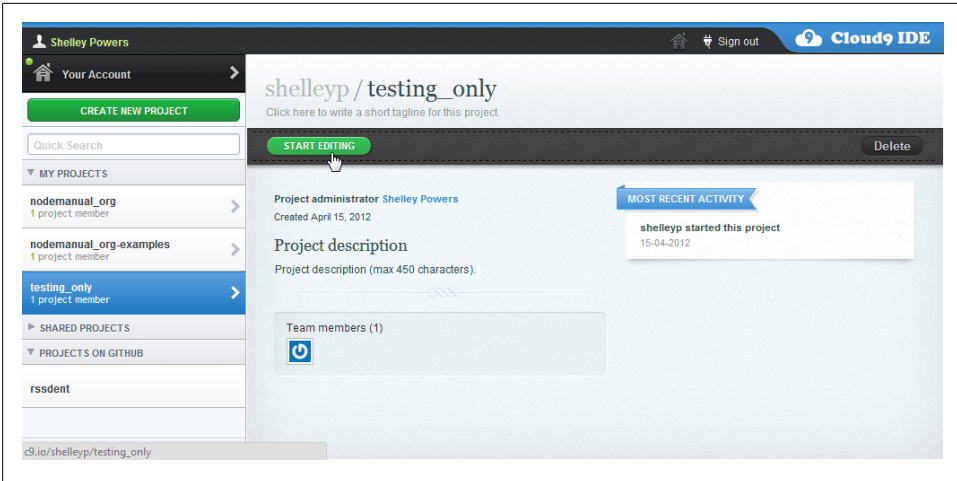 Shelley Powers
Sign out
Cloud9 IDE
Your Account
CREATE NEW PROJECT
Quick Search
MY PROJECTS
nodemanual_org
1 project member
nodemanual_org-examples
1 project member
testing_only
1 project member
SHARED PROJECTS
PROJECTS ON GITHUB
rssdent
c9.io/shelleyp/testing_only
shelleyp / testing_only
Click here to write a short tagline for this project.
START EDITING
Delete
Project administrator Shelley Powers
Created April 15, 2012
Project description
Project description (max 450 characters).
Team members (1)
MOST RECENT ACTIVITY
shelleyp started this project
15-04-2012